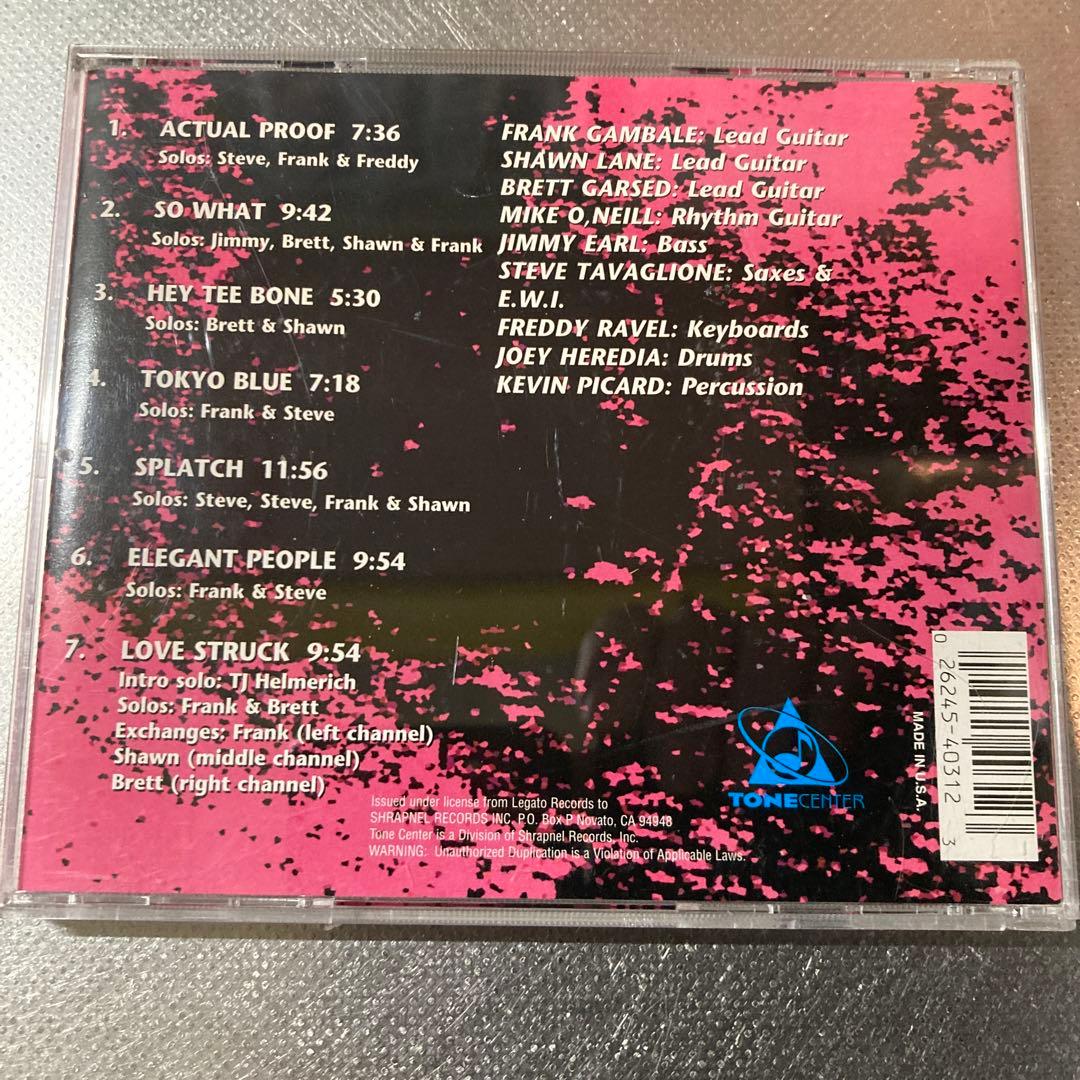 1. ACTUAL PROOF 7:36
Solos: Steve, Frank & Freddy
2. SO WHAT 9:42
Solos: Jimmy, Brett, Shawn & Frank
3. HEY TEE BONE 5:30
Solos: Brett & Shawn
4. TOKYO BLUE 7:18
Solos: Frank & Steve
5. SPLATCH 11:56
Solos: Steve, Steve, Frank & Shawn
6. ELEGANT PEOPLE 9:54
Solos: Frank & Steve
7. LOVE STRUCK 9:54
Intro solo: TJ Helmerich
Solos: Frank & Brett
Exchanges: Frank (left channel)
Shawn (middle channel)
Brett (right channel)
FRANK GAMBALE: Lead Guitar
SHAWN LANE: Lead Guitar
BRETT GARSED: Lead Guitar
MIKE O,NEILL: Rhythm Guitar
JIMMY EARL: Bass
STEVE TAVAGLIONE: Saxes &
E.W.I.
FREDDY RAVEL: Keyboards
JOEY HEREDIA: Drums
KEVIN PICARD: Percussion
TONECENTER
MADE IN U.S.A.
0 26245-40312 3
Issued under license from Legato Records to
SHRAPNEL RECORDS INC. P.O. Box P Novato, CA 94948
Tone Center is a Division of Shrapnel Records, Inc.
WARNING: Unauthorized Duplication is a Violation of Applicable Laws.